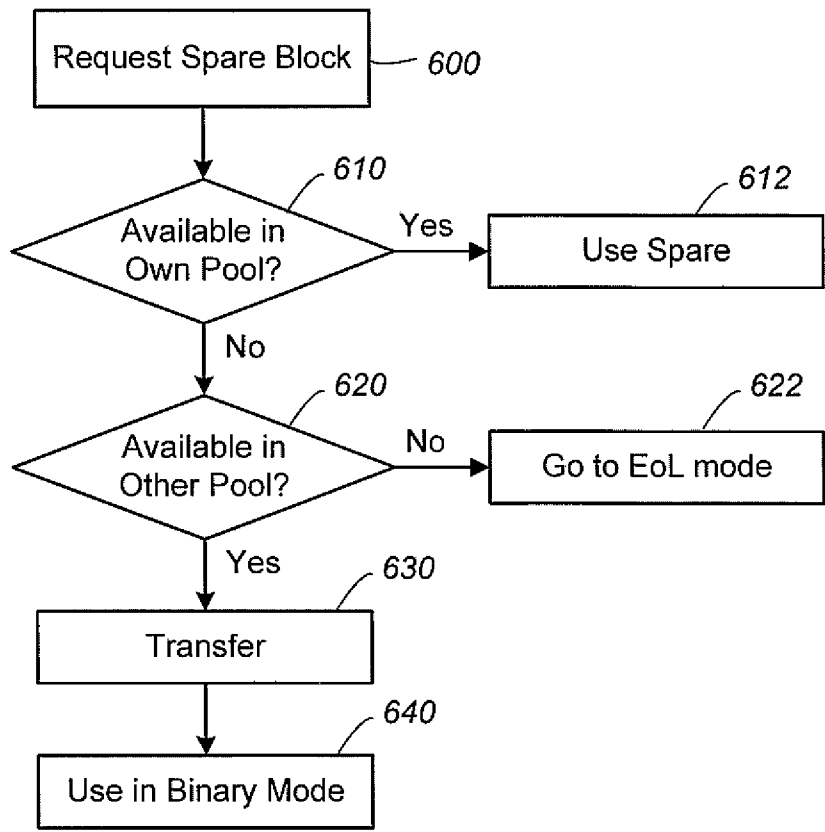 Request Spare Block
600
610
Available in
Own Pool?
Yes
612
Use Spare
No
620
Available in
Other Pool?
No
622
Go to EoL mode
Yes
630
Transfer
640
Use in Binary Mode